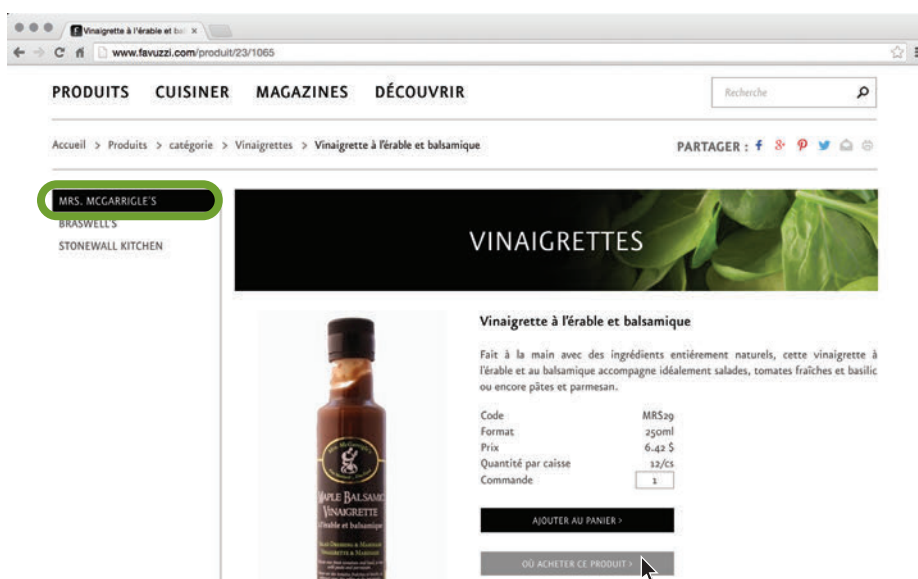 Vinaigrette à l'érable et bal
www.favuzzi.com/produit/23/1065
PRODUITS CUISINER MAGAZINES DÉCOUVRIR
Recherche
Accueil > Produits > catégorie > Vinaigrettes > Vinaigrette à l'érable et balsamique
PARTAGER :
MRS. MCGARRIGLE'S
BRASWELL'S
STONEWALL KITCHEN
VINAIGRETTES
Vinaigrette à l'érable et balsamique
Fait à la main avec des ingrédients entiérement naturels, cette vinaigrette à
l'érable et au balsamique accompagne idéalement salades, tomates fraîches et basilic
ou encore pâtes et parmesan.
Code MRS29
Format 250ml
Prix 6.42 $
Quantité par caisse 12/cs
Commande 1
AJOUTER AU PANIER >
OÙ ACHETER CE PRODUIT >
Mrs. McGarrigle's
MAPLE BALSAMIC
VINAIGRETTE
à l'érable et balsamique